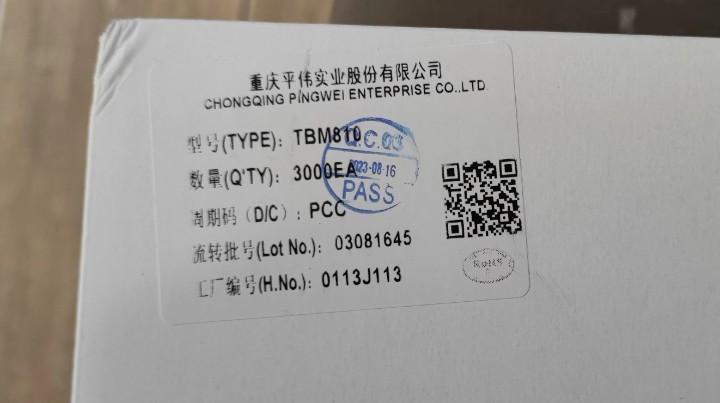 重庆平伟实业股份有限公司
CHONGQING PINGWEI ENTERPRISE CO.,LTD
型号(TYPE): TBM810
Q.C.03
数量(Q'TY): 3000EA
2023-08-16
PASS
周期码(D/C): PCC
流转批号(Lot No.): 03081645
RoHS
工厂编号(H.No.): 0113J113